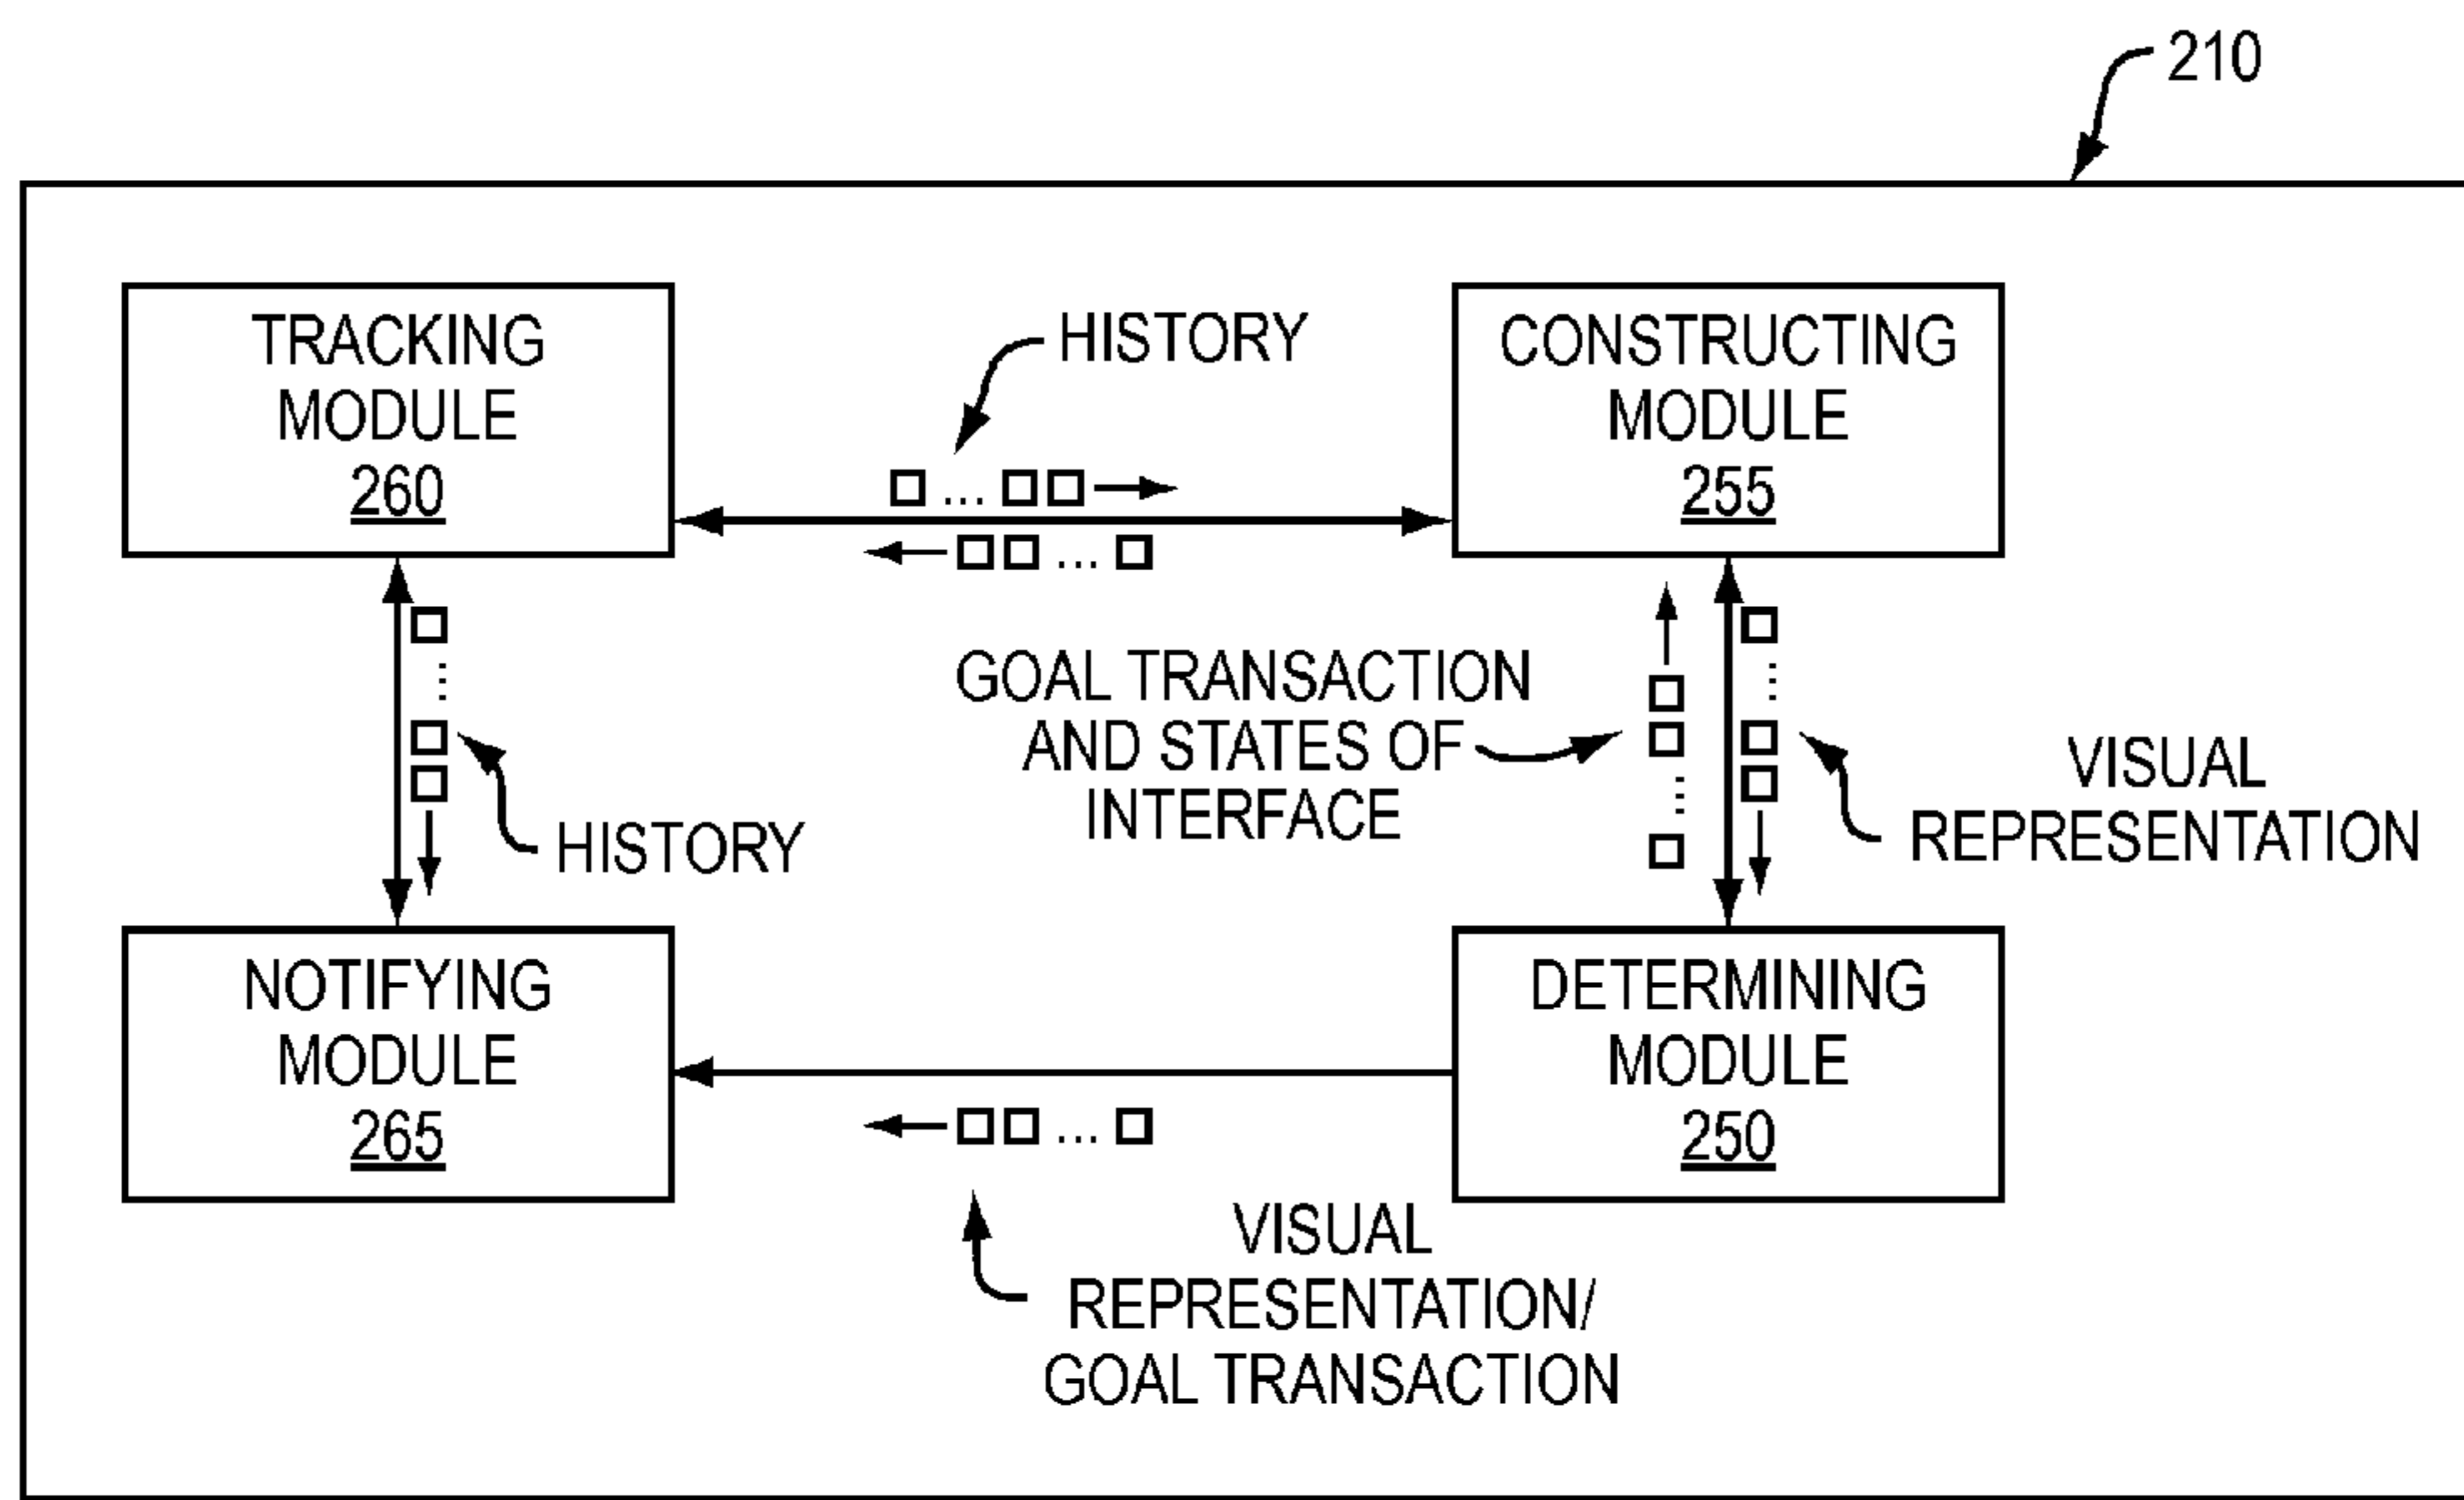 210
TRACKING
MODULE
260
HISTORY
CONSTRUCTING
MODULE
255
GOAL TRANSACTION
AND STATES OF
INTERFACE
VISUAL
REPRESENTATION
HISTORY
NOTIFYING
MODULE
265
DETERMINING
MODULE
250
VISUAL
REPRESENTATION/
GOAL TRANSACTION